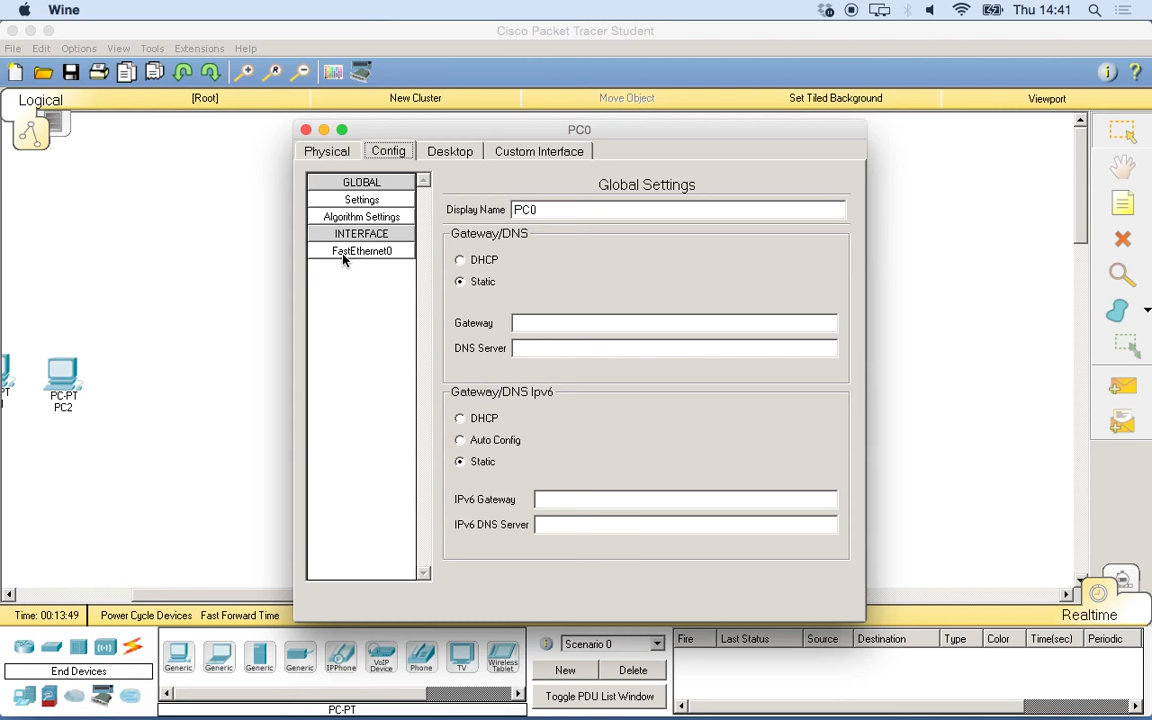 Wine
Thu 14:41
Cisco Packet Tracer Student
File Edit Options View Tools Extensions Help
Logical
[Root]
New Cluster
Move Object
Set Tiled Background
Viewport
PC0
Physical
Config
Desktop
Custom Interface
GLOBAL
Settings
Algorithm Settings
INTERFACE
FastEthernet0
Global Settings
Display Name PC0
Gateway/DNS
DHCP
Static
Gateway
DNS Server
Gateway/DNS Ipv6
DHCP
Auto Config
Static
IPv6 Gateway
IPv6 DNS Server
PC-PT
PC2
PT
Time: 00:13:49
Power Cycle Devices Fast Forward Time
Realtime
End Devices
Generic
Generic
Generic
Generic
IPPhone
VoIP
Device
Phone
TV
Wireless
Tablet
PC-PT
Scenario 0
New
Delete
Toggle PDU List Window
Fire
Last Status
Source
Destination
Type
Color
Time(sec)
Periodic